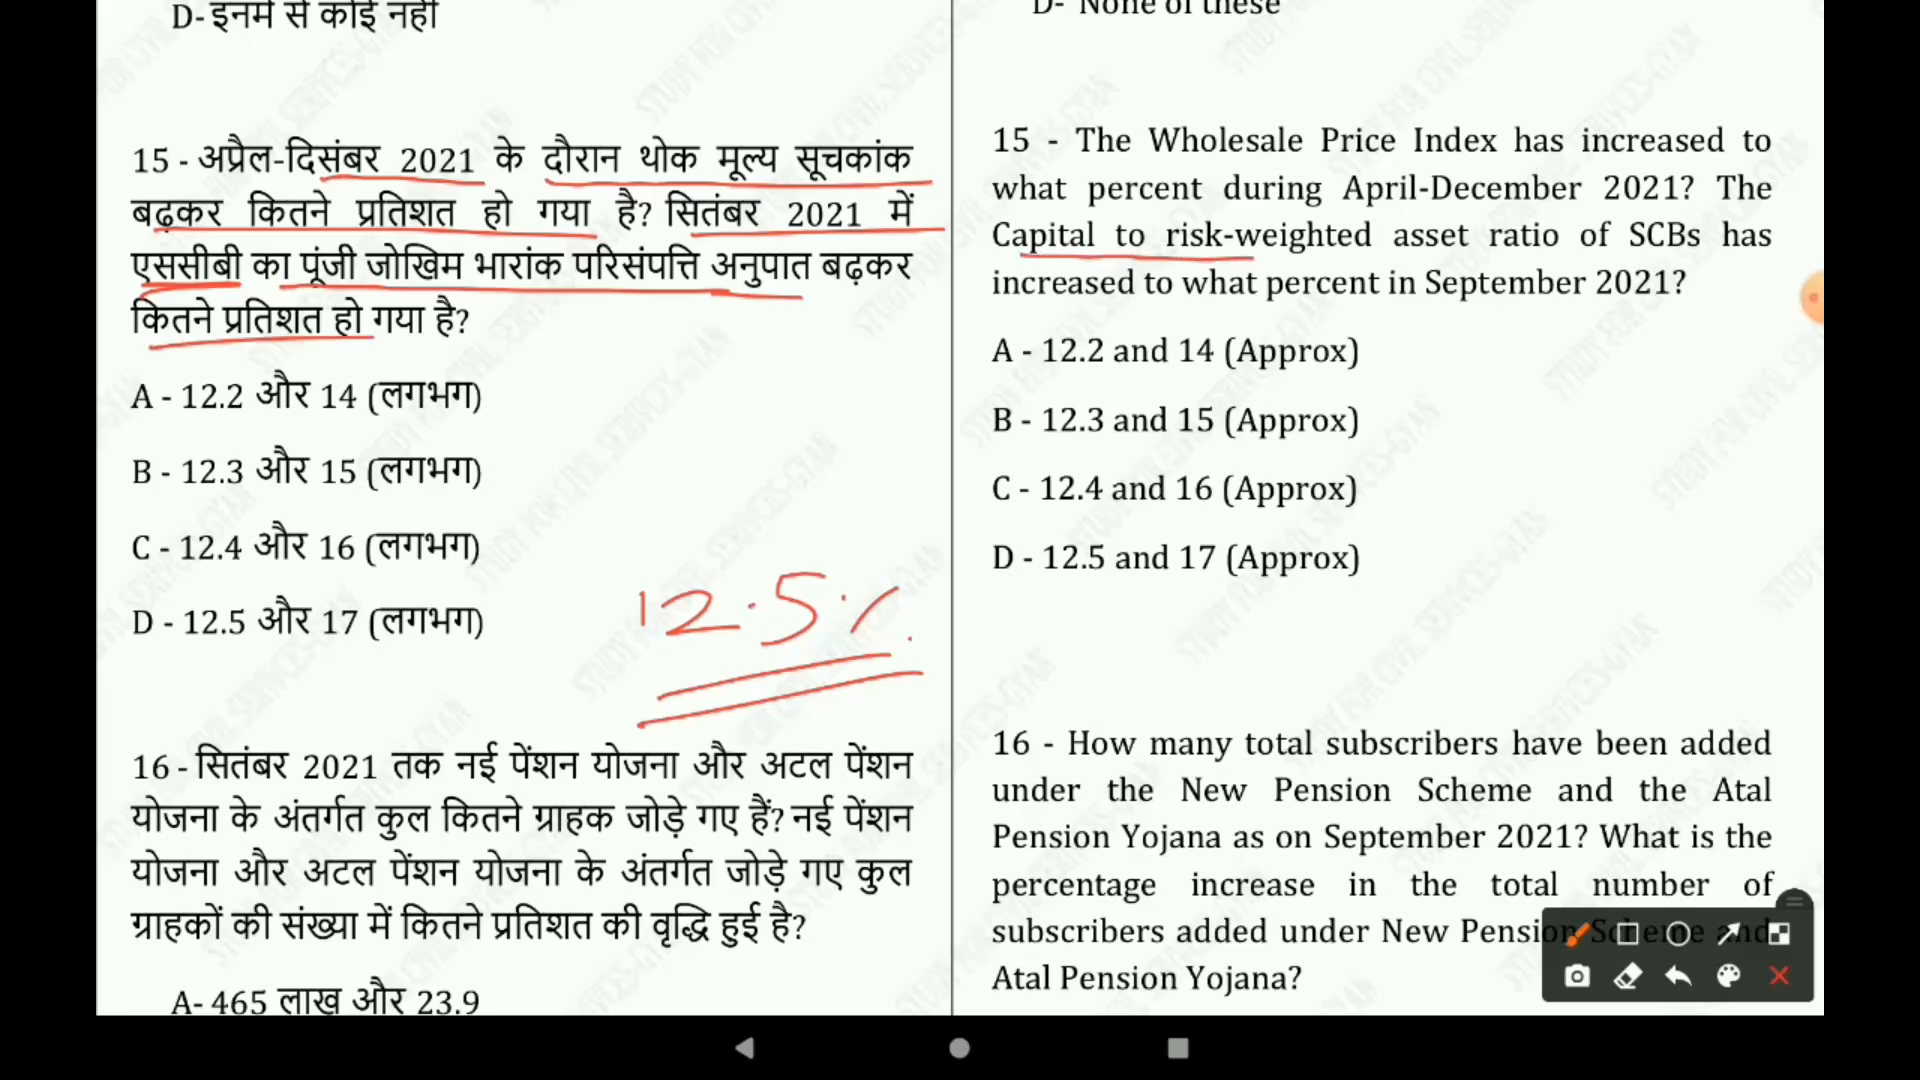 D- इनमें से कोई नहीं
15 - अप्रैल-दिसंबर 2021 के दौरान थोक मूल्य सूचकांक
बढ़कर कितने प्रतिशत हो गया है? सितंबर 2021 में
एससीबी का पूंजी जोखिम भारांक परिसंपत्ति अनुपात बढ़कर
कितने प्रतिशत हो गया है?
A - 12.2 और 14 (लगभग)
B - 12.3 और 15 (लगभग)
C - 12.4 और 16 (लगभग)
D - 12.5 और 17 (लगभग)
12.5%
16 - सितंबर 2021 तक नई पेंशन योजना और अटल पेंशन
योजना के अंतर्गत कुल कितने ग्राहक जोड़े गए हैं? नई पेंशन
योजना और अटल पेंशन योजना के अंतर्गत जोड़े गए कुल
ग्राहकों की संख्या में कितने प्रतिशत की वृद्धि हुई है?
A- 465 लाख और 23.9
D- None of these
15 - The Wholesale Price Index has increased to
what percent during April-December 2021? The
Capital to risk-weighted asset ratio of SCBs has
increased to what percent in September 2021?
A - 12.2 and 14 (Approx)
B - 12.3 and 15 (Approx)
C - 12.4 and 16 (Approx)
D - 12.5 and 17 (Approx)
16 - How many total subscribers have been added
under the New Pension Scheme and the Atal
Pension Yojana as on September 2021? What is the
percentage increase in the total number of
subscribers added under New Pension Scheme and
Atal Pension Yojana?